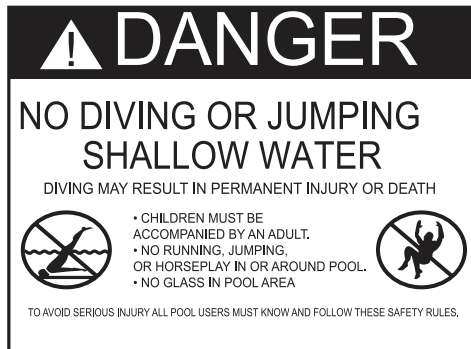 DANGER
NO DIVING OR JUMPING
SHALLOW WATER
DIVING MAY RESULT IN PERMANENT INJURY OR DEATH
• CHILDREN MUST BE
ACCOMPANIED BY AN ADULT.
• NO RUNNING, JUMPING,
OR HORSEPLAY IN OR AROUND POOL.
• NO GLASS IN POOL AREA
TO AVOID SERIOUS INJURY ALL POOL USERS MUST KNOW AND FOLLOW THESE SAFETY RULES.